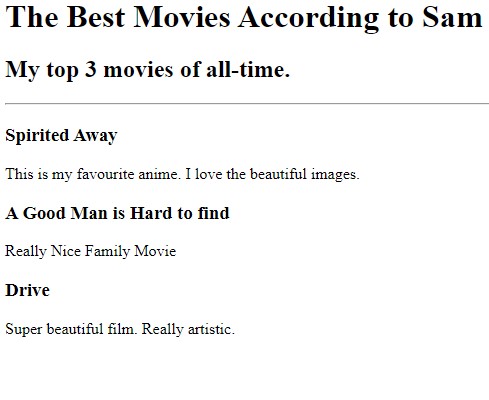 The Best Movies According to Sam
My top 3 movies of all-time.
Spirited Away
This is my favourite anime. I love the beautiful images.
A Good Man is Hard to find
Really Nice Family Movie
Drive
Super beautiful film. Really artistic.